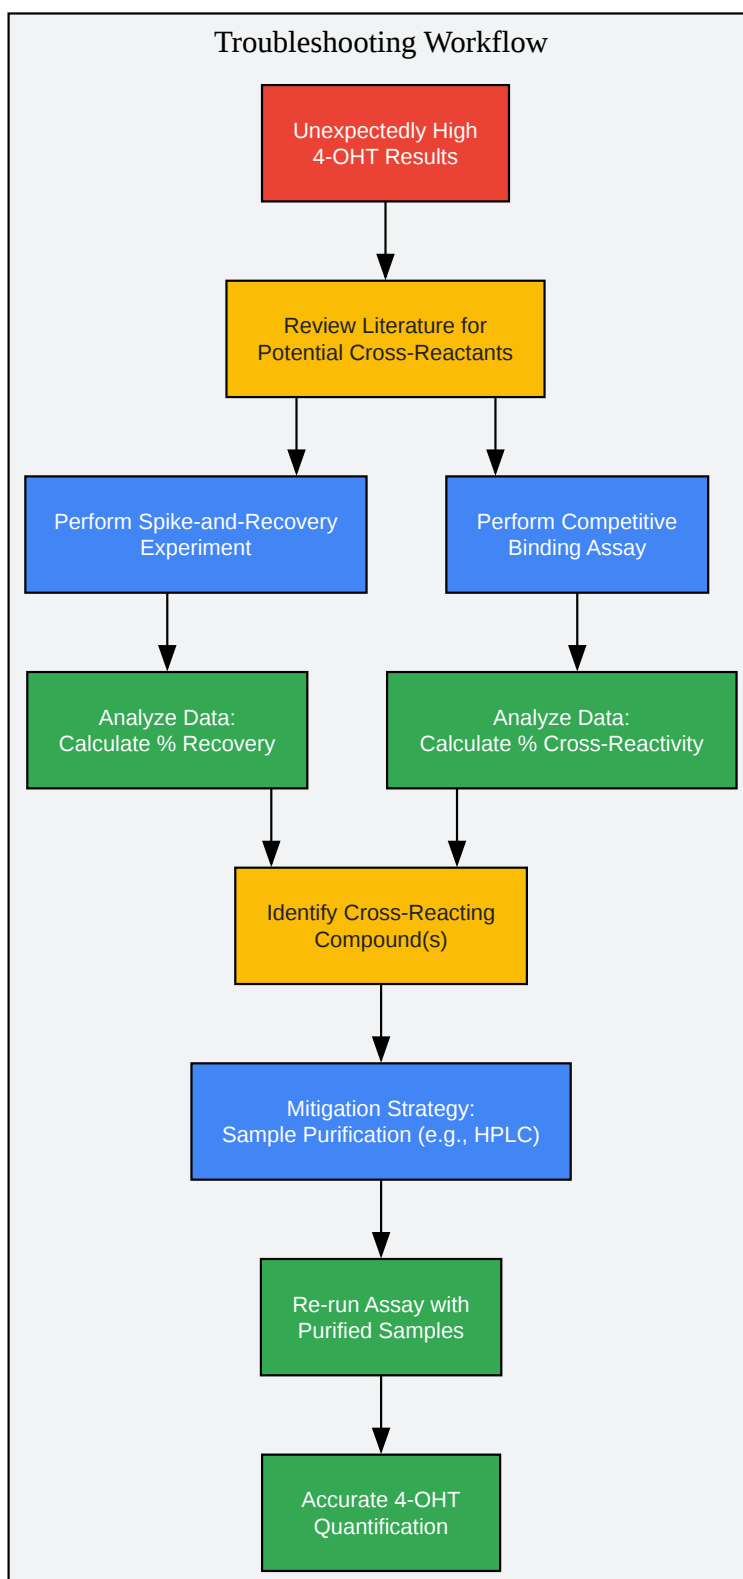 Troubleshooting Workflow
Unexpectedly High
4-OHT Results
Review Literature for
Potential Cross-Reactants
Perform Spike-and-Recovery
Experiment
Perform Competitive
Binding Assay
Analyze Data:
Calculate % Recovery
Analyze Data:
Calculate % Cross-Reactivity
Identify Cross-Reacting
Compound(s)
Mitigation Strategy:
Sample Purification (e.g., HPLC)
Re-run Assay with
Purified Samples
Accurate 4-OHT
Quantification